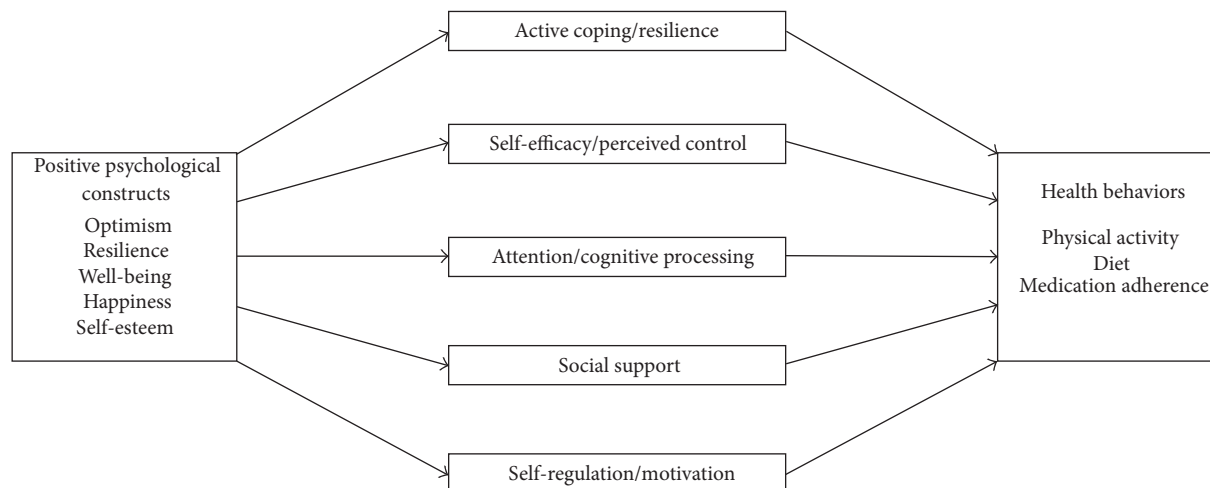 Active coping/resilience
Self-efficacy/perceived control
Positive psychological
constructs
Optimism
Resilience
Well-being
Happiness
Self-esteem
Attention/cognitive processing
Health behaviors
Physical activity
Diet
Medication adherence
Social support
Self-regulation/motivation